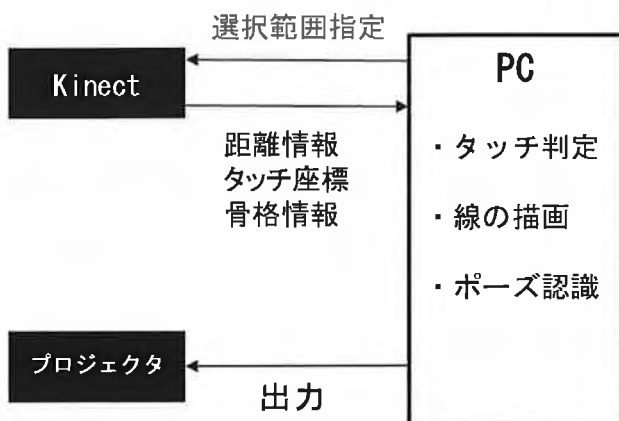 選択範囲指定
Kinect
距離情報
タッチ座標
骨格情報
PC
・タッチ判定
・線の描画
・ポーズ認識
プロジェクタ
出力